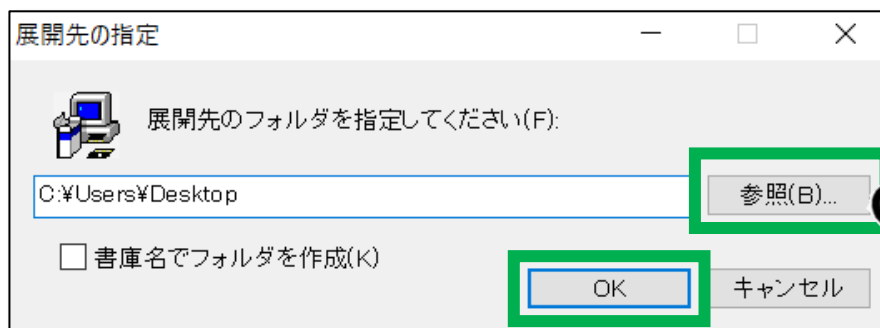 展開先の指定
展開先のフォルダを指定してください(F):
C:¥Users¥Desktop
参照(B)...
書庫名でフォルダを作成(K)
OK
キャンセル